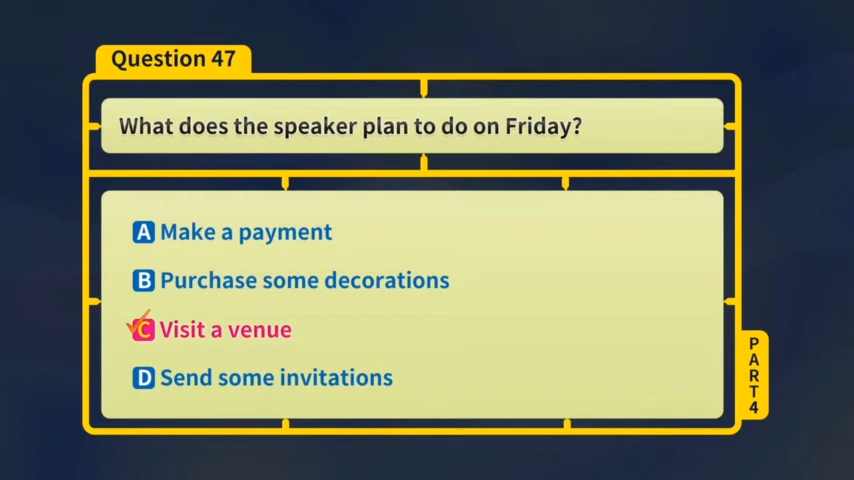 Question 47
What does the speaker plan to do on Friday?
A Make a payment
B Purchase some decorations
C Visit a venue
D Send some invitations
PART4